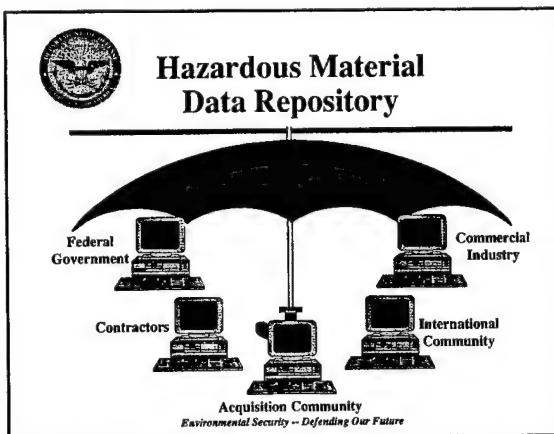 Hazardous Material
Data Repository
Federal
Government
Commercial
Industry
Contractors
International
Community
Acquisition Community
Environmental Security -- Defending Our Future